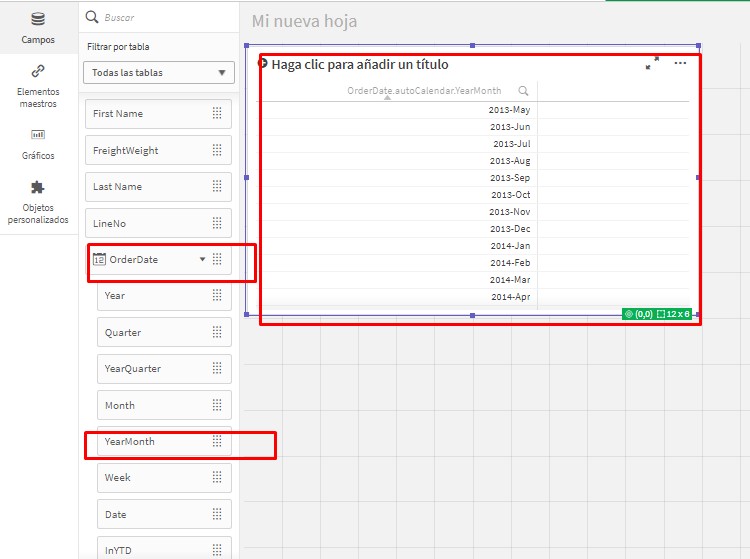 Campos
Elementos
maestros
Gráficos
Objetos
personalizados
Buscar
Filtrar por tabla
Todas las tablas
First Name
FreightWeight
Last Name
LineNo
12 OrderDate
Year
Quarter
YearQuarter
Month
YearMonth
Week
Date
InYTD
Mi nueva hoja
Haga clic para añadir un título
OrderDate.autoCalendar.YearMonth
2013-May
2013-Jun
2013-Jul
2013-Aug
2013-Sep
2013-Oct
2013-Nov
2013-Dec
2014-Jan
2014-Feb
2014-Mar
2014-Apr
(0,0) 12 x 6